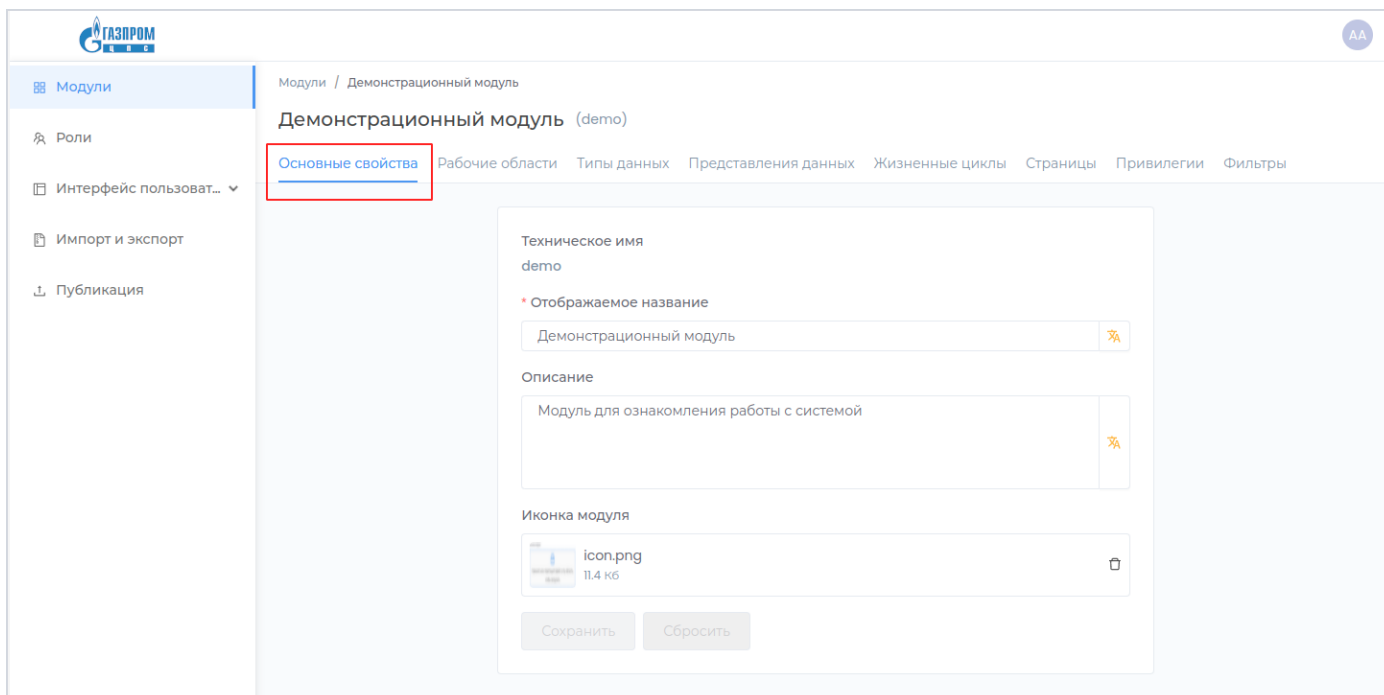 ГАЗПРОМ
ЦПС
АА
Модули
Роли
Интерфейс пользоват...
Импорт и экспорт
Публикация
Модули / Демонстрационный модуль
Демонстрационный модуль (demo)
Основные свойства Рабочие области Типы данных Представления данных Жизненные циклы Страницы Привилегии Фильтры
Техническое имя
demo
* Отображаемое название
Демонстрационный модуль
Описание
Модуль для ознакомления работы с системой
Иконка модуля
icon.png
11.4 Кб
Сохранить Сбросить